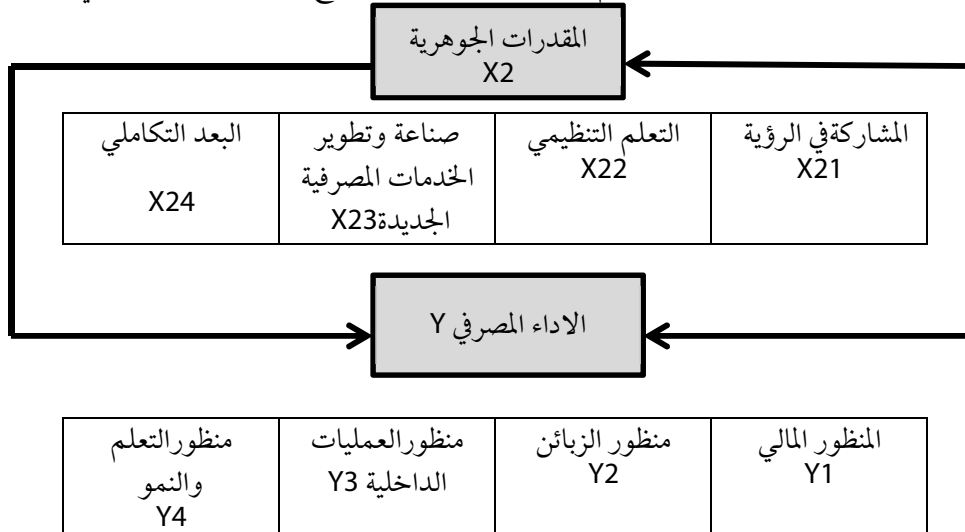 المقدرات الجوهرية
X2
المشاركةفي الرؤية
X21
التعلم التنظيمي
X22
صناعة وتطوير
الخدمات المصرفية
الجديدةX23
البعد التكاملي
X24
الاداء المصرفي Y
المنظور المالي
Y1
منظور الزبائن
Y2
منظورالعمليات
الداخلية Y3
منظورالتعلم
والنمو
Y4